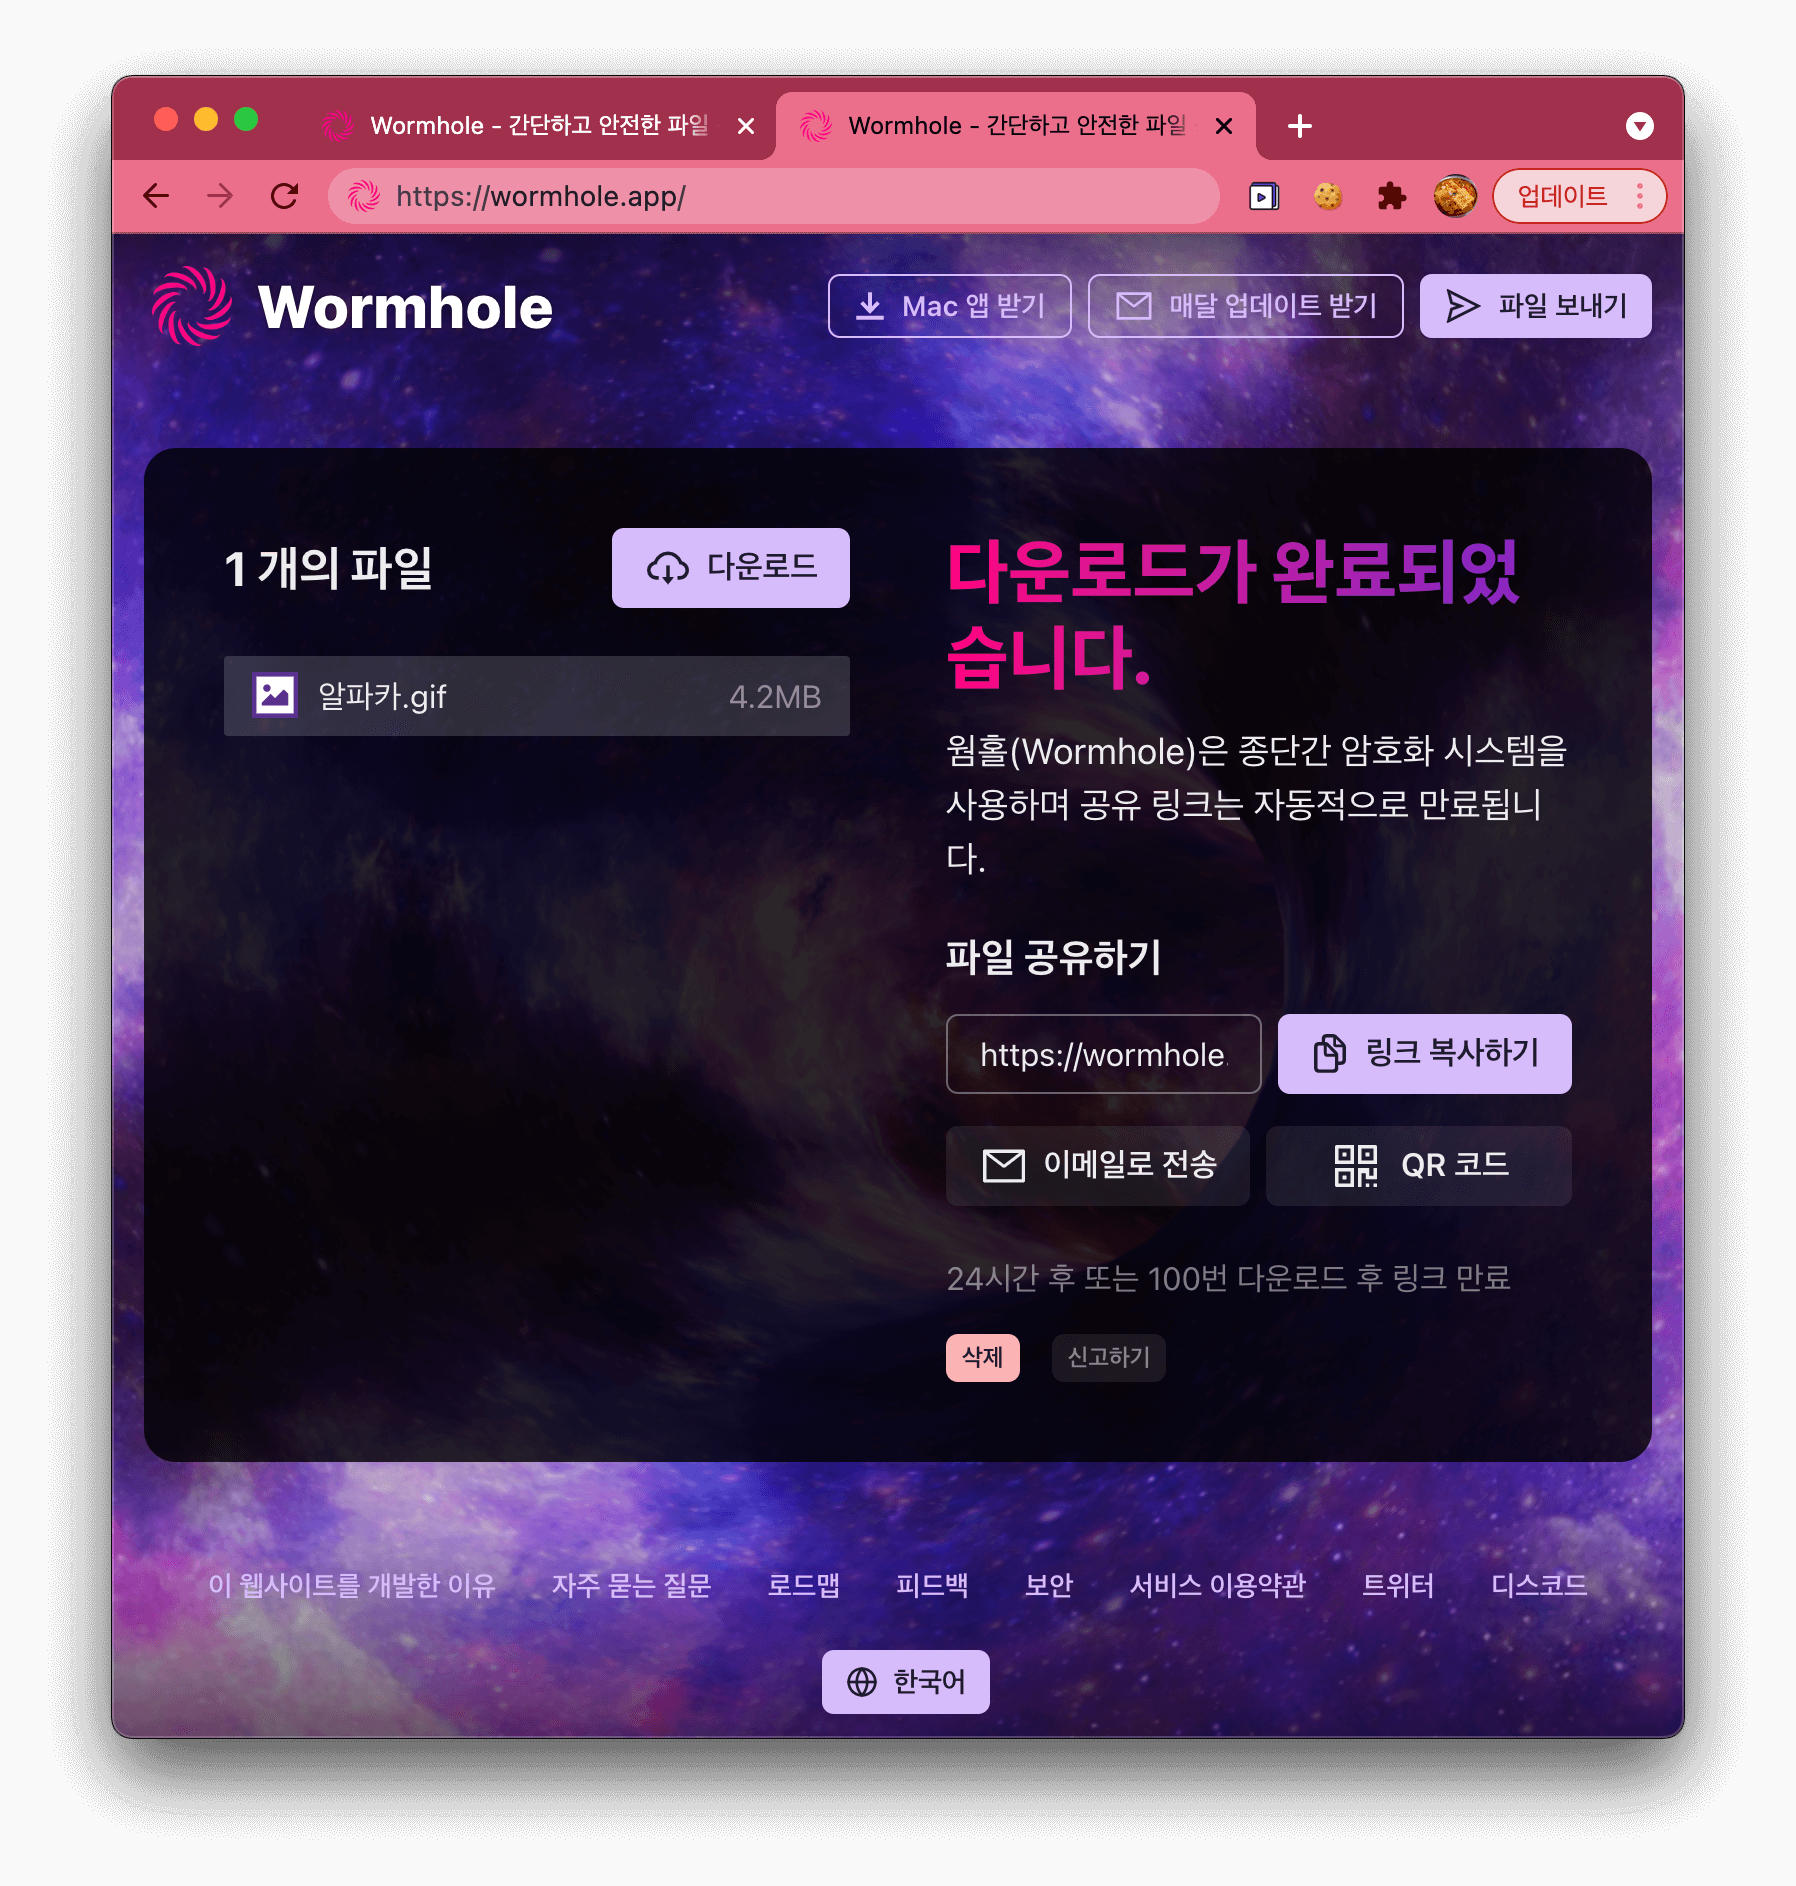 Wormhole - 간단하고 안전한 파일
Wormhole - 간단하고 안전한 파일
https://wormhole.app/
업데이트
Wormhole
Mac 앱 받기
매달 업데이트 받기
파일 보내기
1 개의 파일
다운로드
알파카.gif
4.2MB
다운로드가 완료되었
습니다.
웜홀(Wormhole)은 종단간 암호화 시스템을
사용하며 공유 링크는 자동적으로 만료됩니
다.
파일 공유하기
https://wormhole.
링크 복사하기
이메일로 전송
QR 코드
24시간 후 또는 100번 다운로드 후 링크 만료
삭제
신고하기
이 웹사이트를 개발한 이유
자주 묻는 질문
로드맵
피드백
보안
서비스 이용약관
트위터
디스코드
한국어